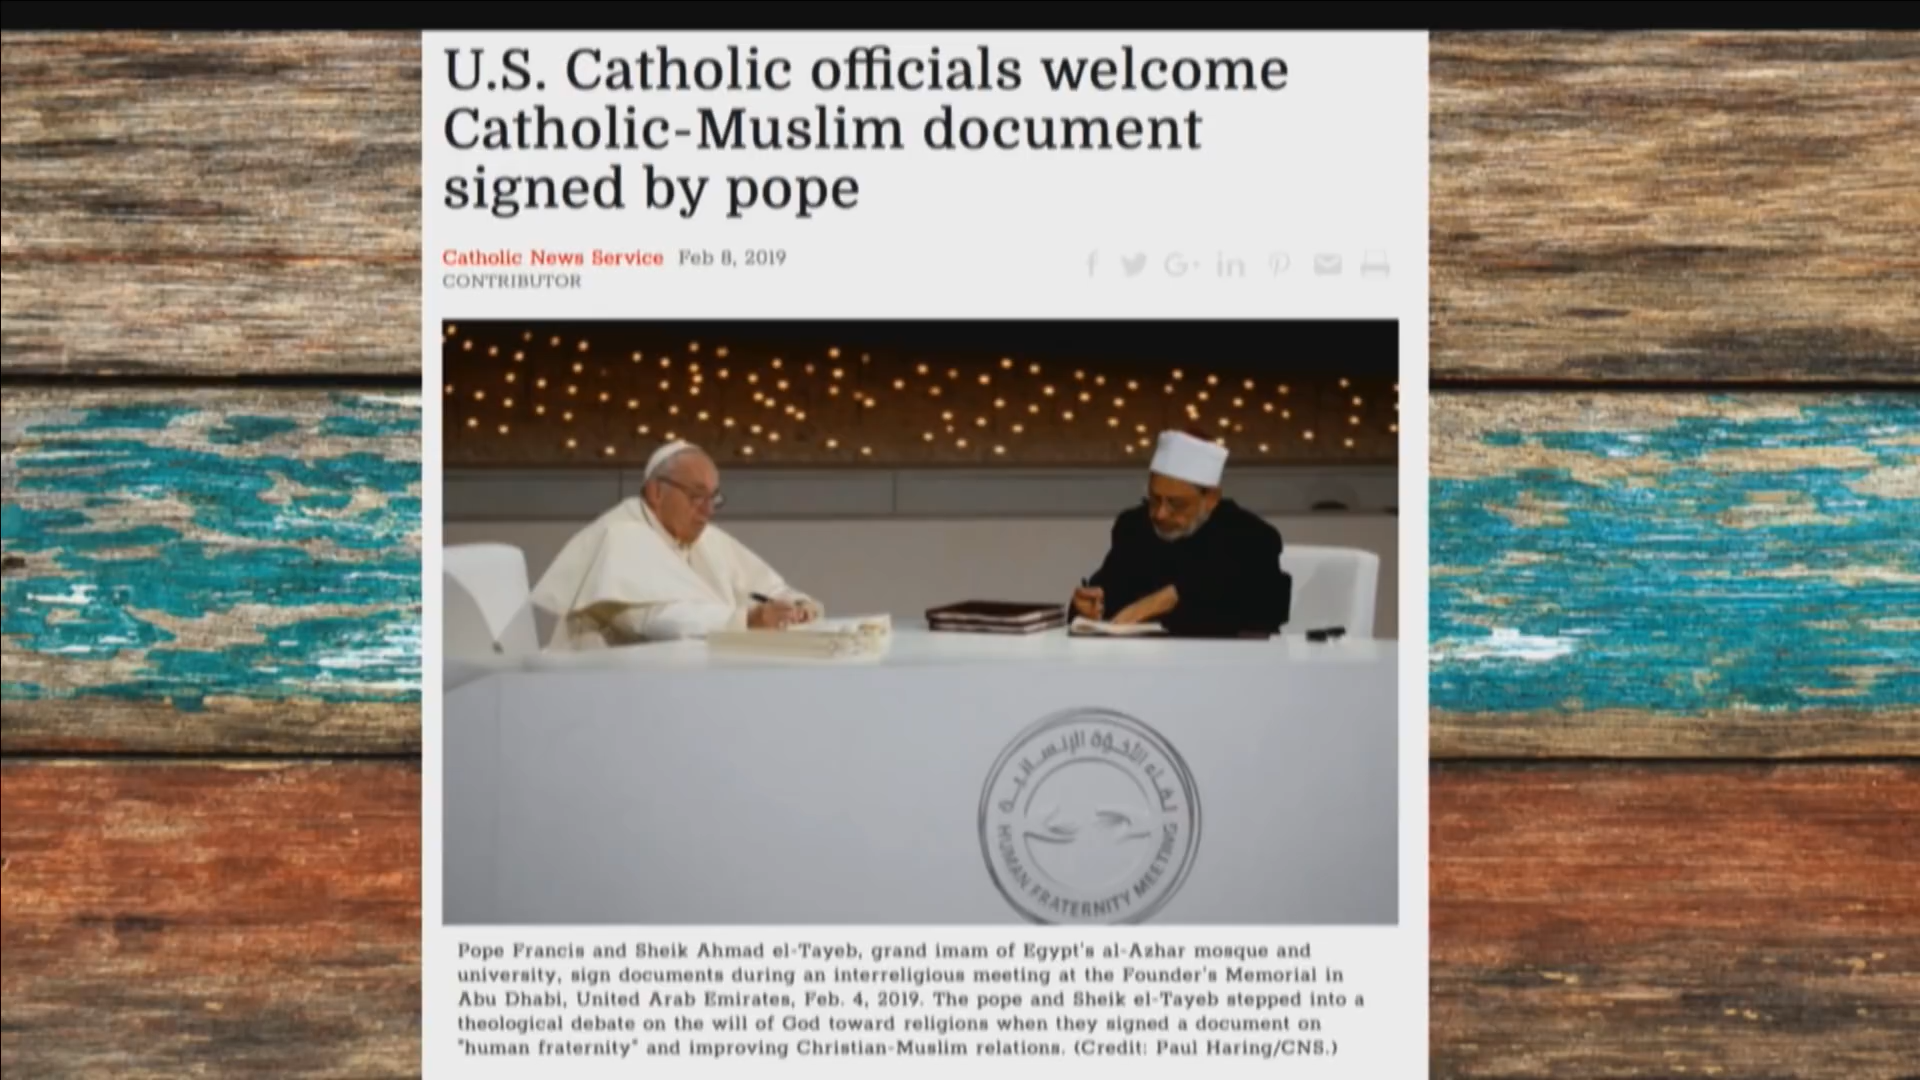 U.S. Catholic officials welcome
Catholic-Muslim document
signed by pope
Catholic News Service Feb 8, 2019
CONTRIBUTOR
لقاء الأخوة الإنسانية
HUMAN FRATERNITY MEETING
Pope Francis and Sheik Ahmad el-Tayeb, grand imam of Egypt's al-Azhar mosque and
university, sign documents during an interreligious meeting at the Founder's Memorial in
Abu Dhabi, United Arab Emirates, Feb. 4, 2019. The pope and Sheik el-Tayeb stepped into a
theological debate on the will of God toward religions when they signed a document on
"human fraternity" and improving Christian-Muslim relations. (Credit: Paul Haring/CNS.)